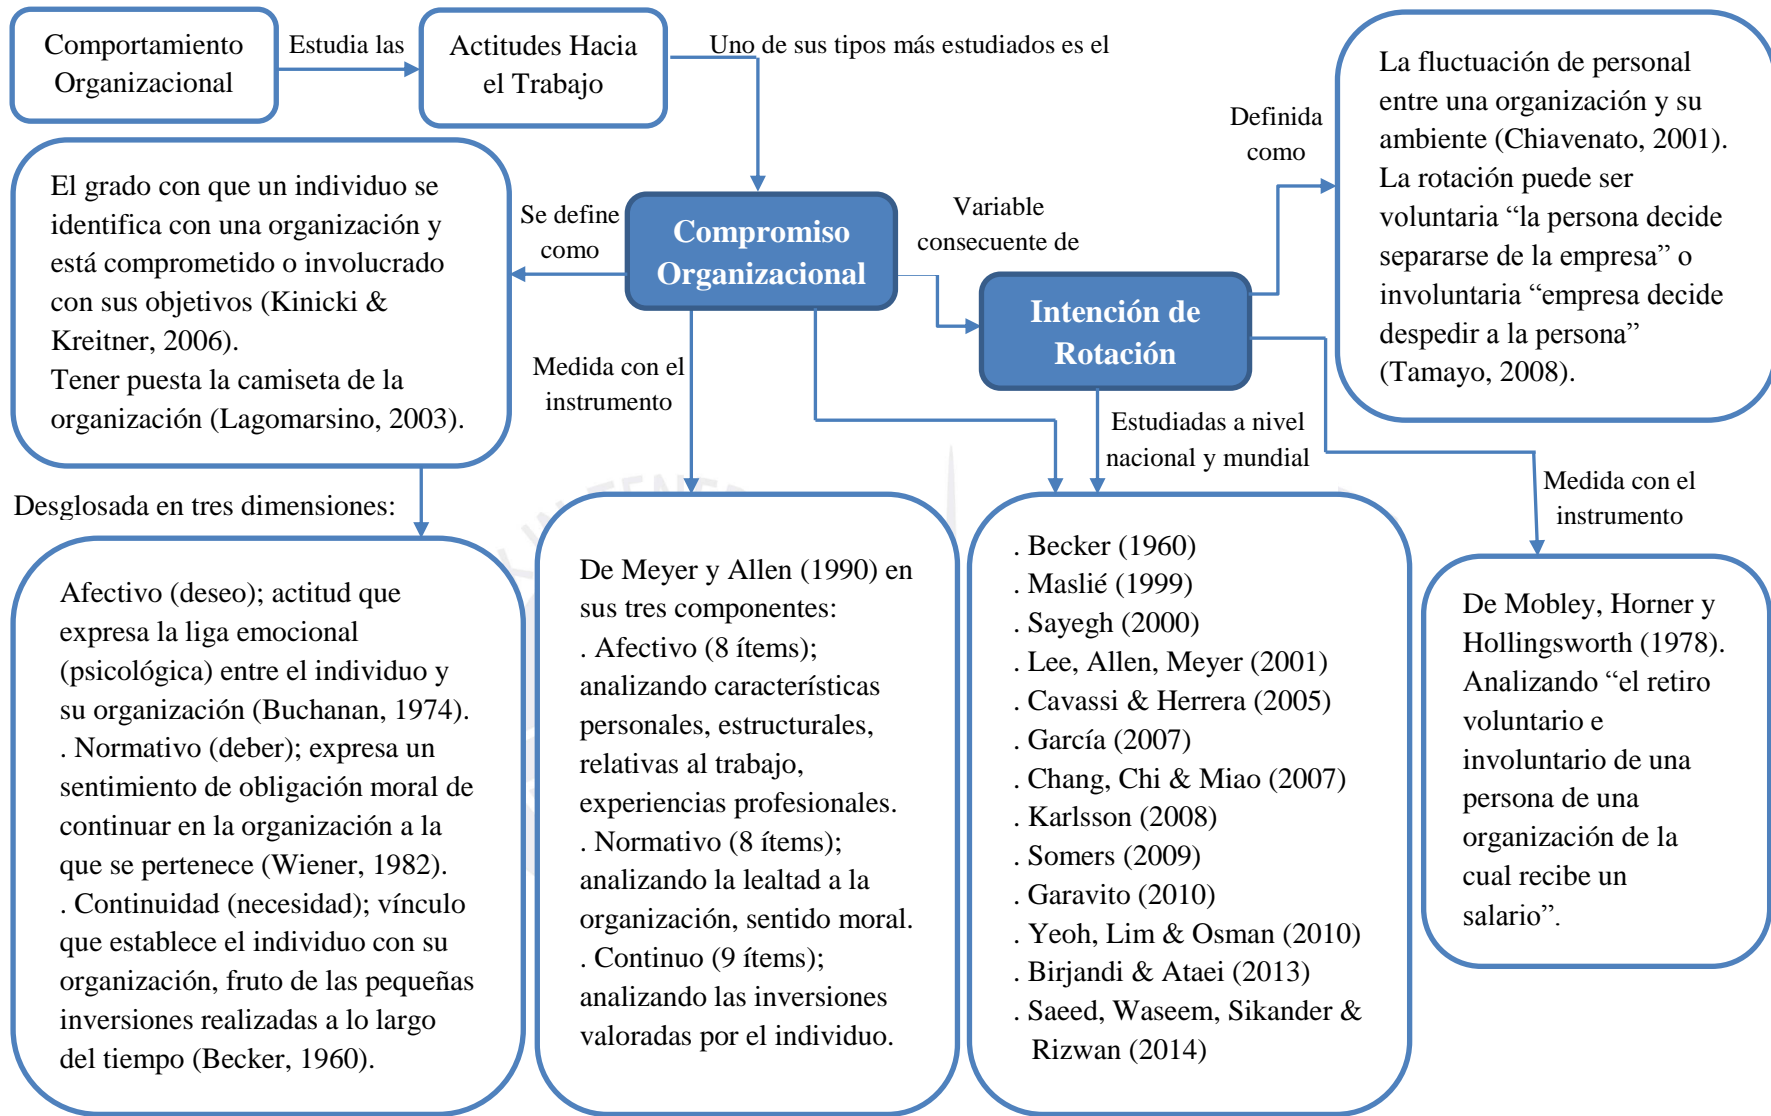 Comportamiento
Organizacional
Estudia las
Actitudes Hacia
el Trabajo
Uno de sus tipos más estudiados es el
El grado con que un individuo se
identifica con una organización y
está comprometido o involucrado
con sus objetivos (Kinicki &
Kreitner, 2006).
Tener puesta la camiseta de la
organización (Lagomarsino, 2003).
Se define
como
Compromiso
Organizacional
Variable
consecuente de
Intención de
Rotación
Definida
como
La fluctuación de personal
entre una organización y su
ambiente (Chiavenato, 2001).
La rotación puede ser
voluntaria “la persona decide
separarse de la empresa” o
involuntaria “empresa decide
despedir a la persona”
(Tamayo, 2008).
Medida con el
instrumento
Estudiadas a nivel
nacional y mundial
Medida con el
instrumento
Desglosada en tres dimensiones:
Afectivo (deseo); actitud que
expresa la liga emocional
(psicológica) entre el individuo y
su organización (Buchanan, 1974).
. Normativo (deber); expresa un
sentimiento de obligación moral de
continuar en la organización a la
que se pertenece (Wiener, 1982).
. Continuidad (necesidad); vínculo
que establece el individuo con su
organización, fruto de las pequeñas
inversiones realizadas a lo largo
del tiempo (Becker, 1960).
De Meyer y Allen (1990) en
sus tres componentes:
. Afectivo (8 ítems);
analizando características
personales, estructurales,
relativas al trabajo,
experiencias profesionales.
. Normativo (8 ítems);
analizando la lealtad a la
organización, sentido moral.
. Continuo (9 ítems);
analizando las inversiones
valoradas por el individuo.
. Becker (1960)
. Maslié (1999)
. Sayegh (2000)
. Lee, Allen, Meyer (2001)
. Cavassi & Herrera (2005)
. García (2007)
. Chang, Chi & Miao (2007)
. Karlsson (2008)
. Somers (2009)
. Garavito (2010)
. Yeoh, Lim & Osman (2010)
. Birjandi & Ataei (2013)
. Saeed, Waseem, Sikander &
Rizwan (2014)
De Mobley, Horner y
Hollingsworth (1978).
Analizando “el retiro
voluntario e
involuntario de una
persona de una
organización de la
cual recibe un
salario”.